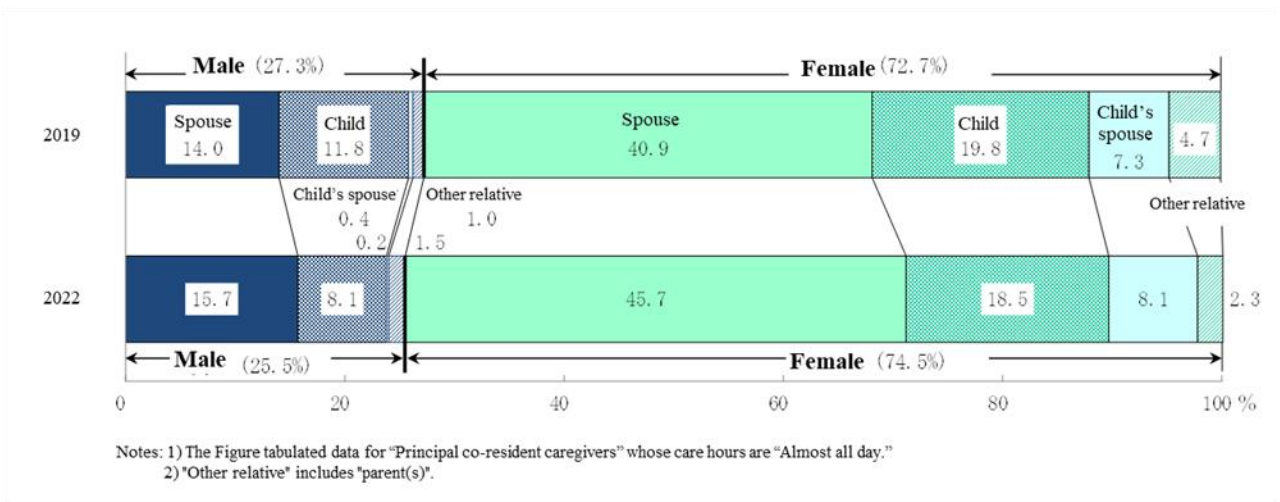 Male (27.3%) Female (72.7%)
2019
Spouse
14.0
Child
11.8
Spouse
40.9
Child
19.8
Child's
spouse
7.3
4.7
Child's spouse
0.4
0.2
Other relative
1.0
1.5
Other relative
2022
15.7 8.1 45.7 18.5 8.1 2.3
Male (25.5%) Female (74.5%)
0 20 40 60 80 100 %
Notes: 1) The Figure tabulated data for “Principal co-resident caregivers” whose care hours are “Almost all day.”
2) "Other relative" includes "parent(s)".